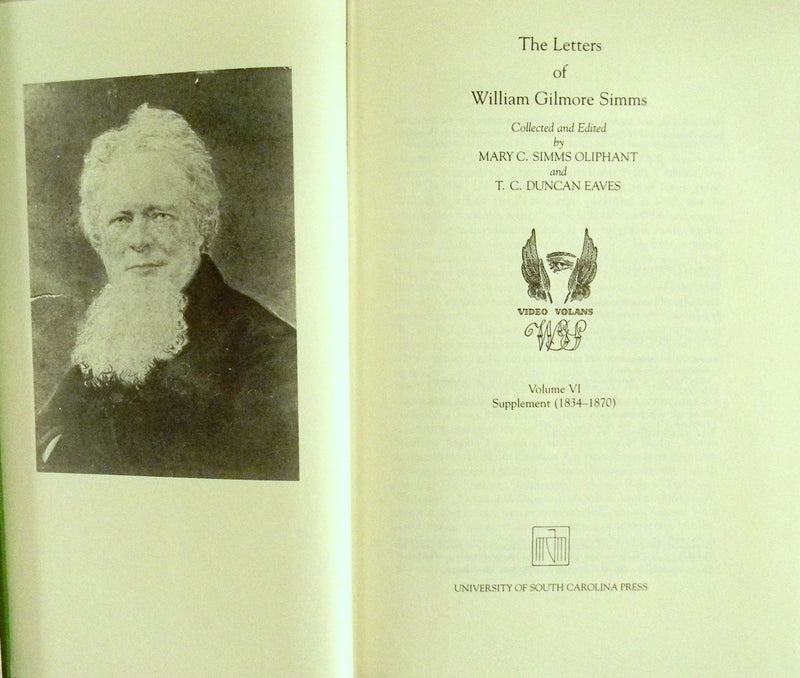 The Letters
of
William Gilmore Simms
Collected and Edited
by
MARY C. SIMMS OLIPHANT
and
T. C. DUNCAN EAVES
VIDEO VOLANS
WGS
Volume VI
Supplement (1834–1870)
UNIVERSITY OF SOUTH CAROLINA PRESS